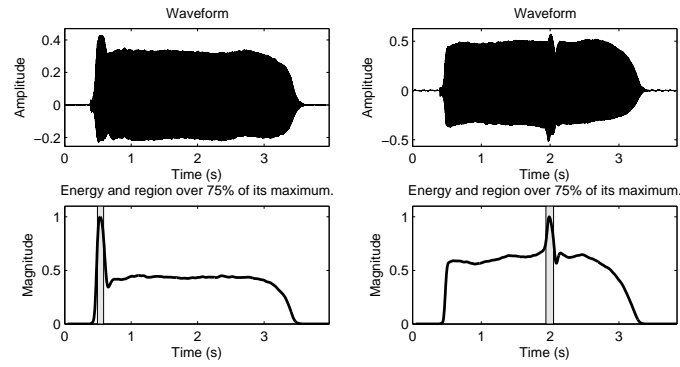 Waveform
0.4
0.2
0
−0.2
Amplitude
0 1 2 3
Time (s)
Waveform
0.5
0
−0.5
Amplitude
0 1 2 3
Time (s)
Energy and region over 75% of its maximum.
1
0.5
0
Magnitude
0 1 2 3
Time (s)
Energy and region over 75% of its maximum.
1
0.5
0
Magnitude
0 1 2 3
Time (s)